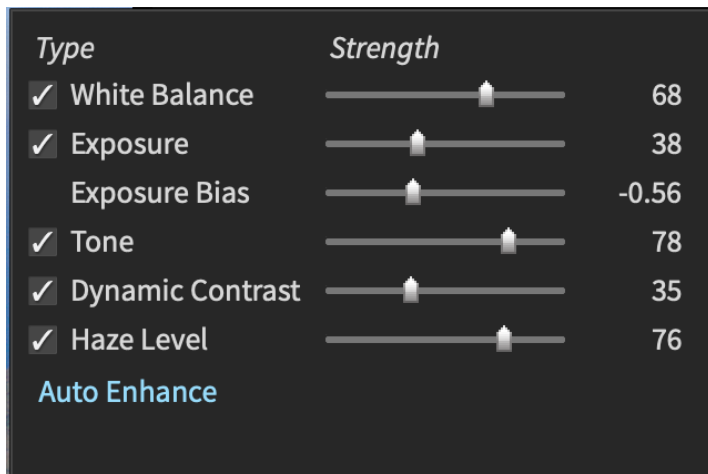 Type Strength
White Balance 68
Exposure 38
Exposure Bias -0.56
Tone 78
Dynamic Contrast 35
Haze Level 76
Auto Enhance